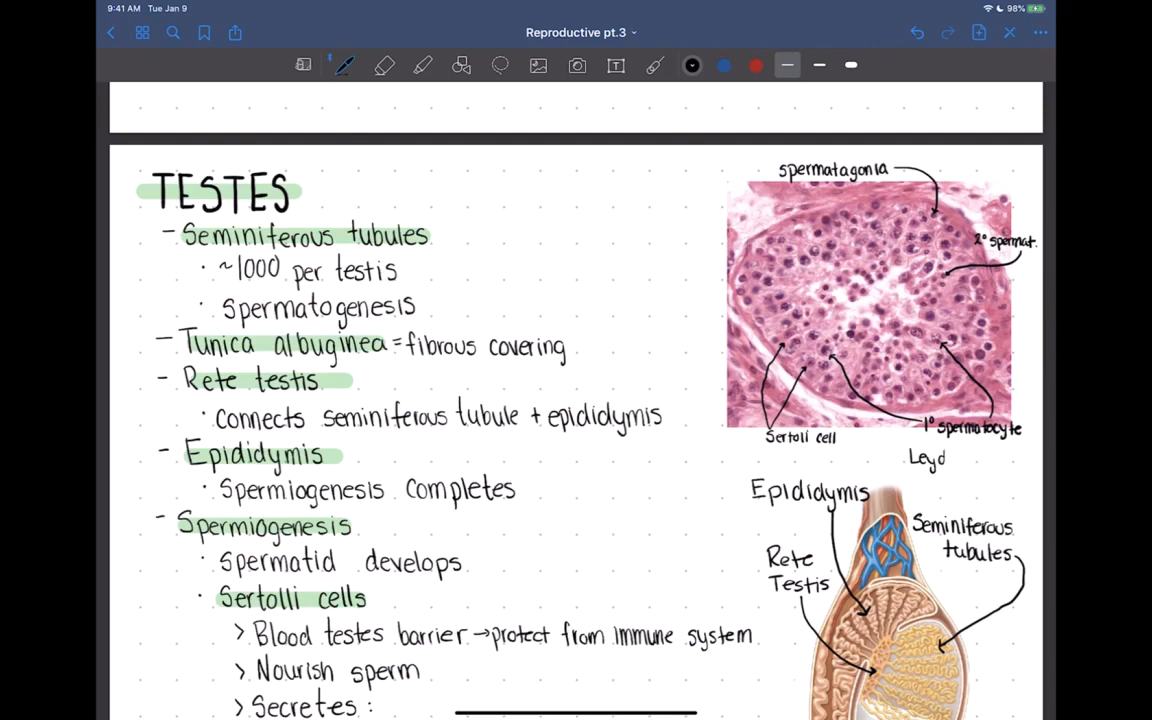 9:41 AM Tue Jan 9
98%
Reproductive pt.3
TESTES
- Seminiferous tubules
· ~1000 per testis
· Spermatogenesis
- Tunica albuginea = fibrous covering
- Rete testis
· connects seminiferous tubule + epididymis
- Epididymis
· Spermiogenesis completes
- Spermiogenesis
· Spermatid develops
· Sertolli cells
> Blood testes barrier → protect from immune system
> Nourish sperm
> Secretes :
spermatagonia
2° spermat.
1° spermatocyte
Sertoli cell
Leyd
Epididymis
Seminiferous
tubules
Rete
Testis